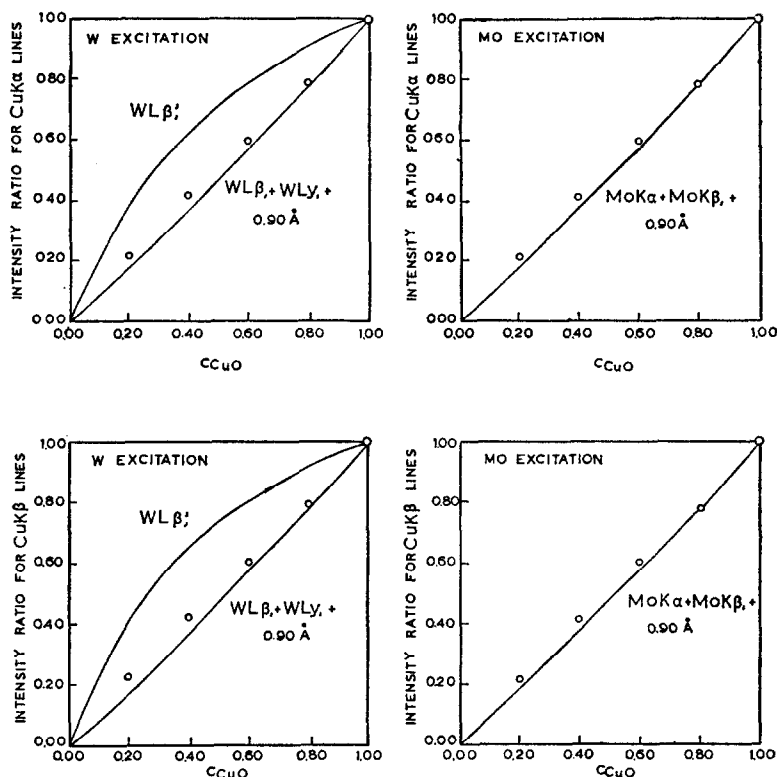 W EXCITATION
INTENSITY RATIO FOR CuKα LINES
1.00
0.80
0.60
0.40
0.20
0.00
WLβ₁
WLβ₁+WLγ₁+
0.90 Å
0.00 0.20 0.40 0.60 0.80 1.00
CCuO
MO EXCITATION
INTENSITY RATIO FOR CuKα LINES
1.00
0.80
0.60
0.40
0.20
0.00
MoKα+MoKβ₁+
0.90 Å
0.00 0.20 0.40 0.60 0.80 1.00
CCuO
W EXCITATION
INTENSITY RATIO FOR CuKβ LINES
1.00
0.80
0.60
0.40
0.20
0.00
WLβ₁
WLβ₁+WLγ₁+
0.90 Å
0.00 0.20 0.40 0.60 0.80 1.00
CCuO
MO EXCITATION
INTENSITY RATIO FOR CuKβ LINES
1.00
0.80
0.60
0.40
0.20
0.00
MoKα+MoKβ₁+
0.90 Å
0.00 0.20 0.40 0.60 0.80 1.00
CCuO